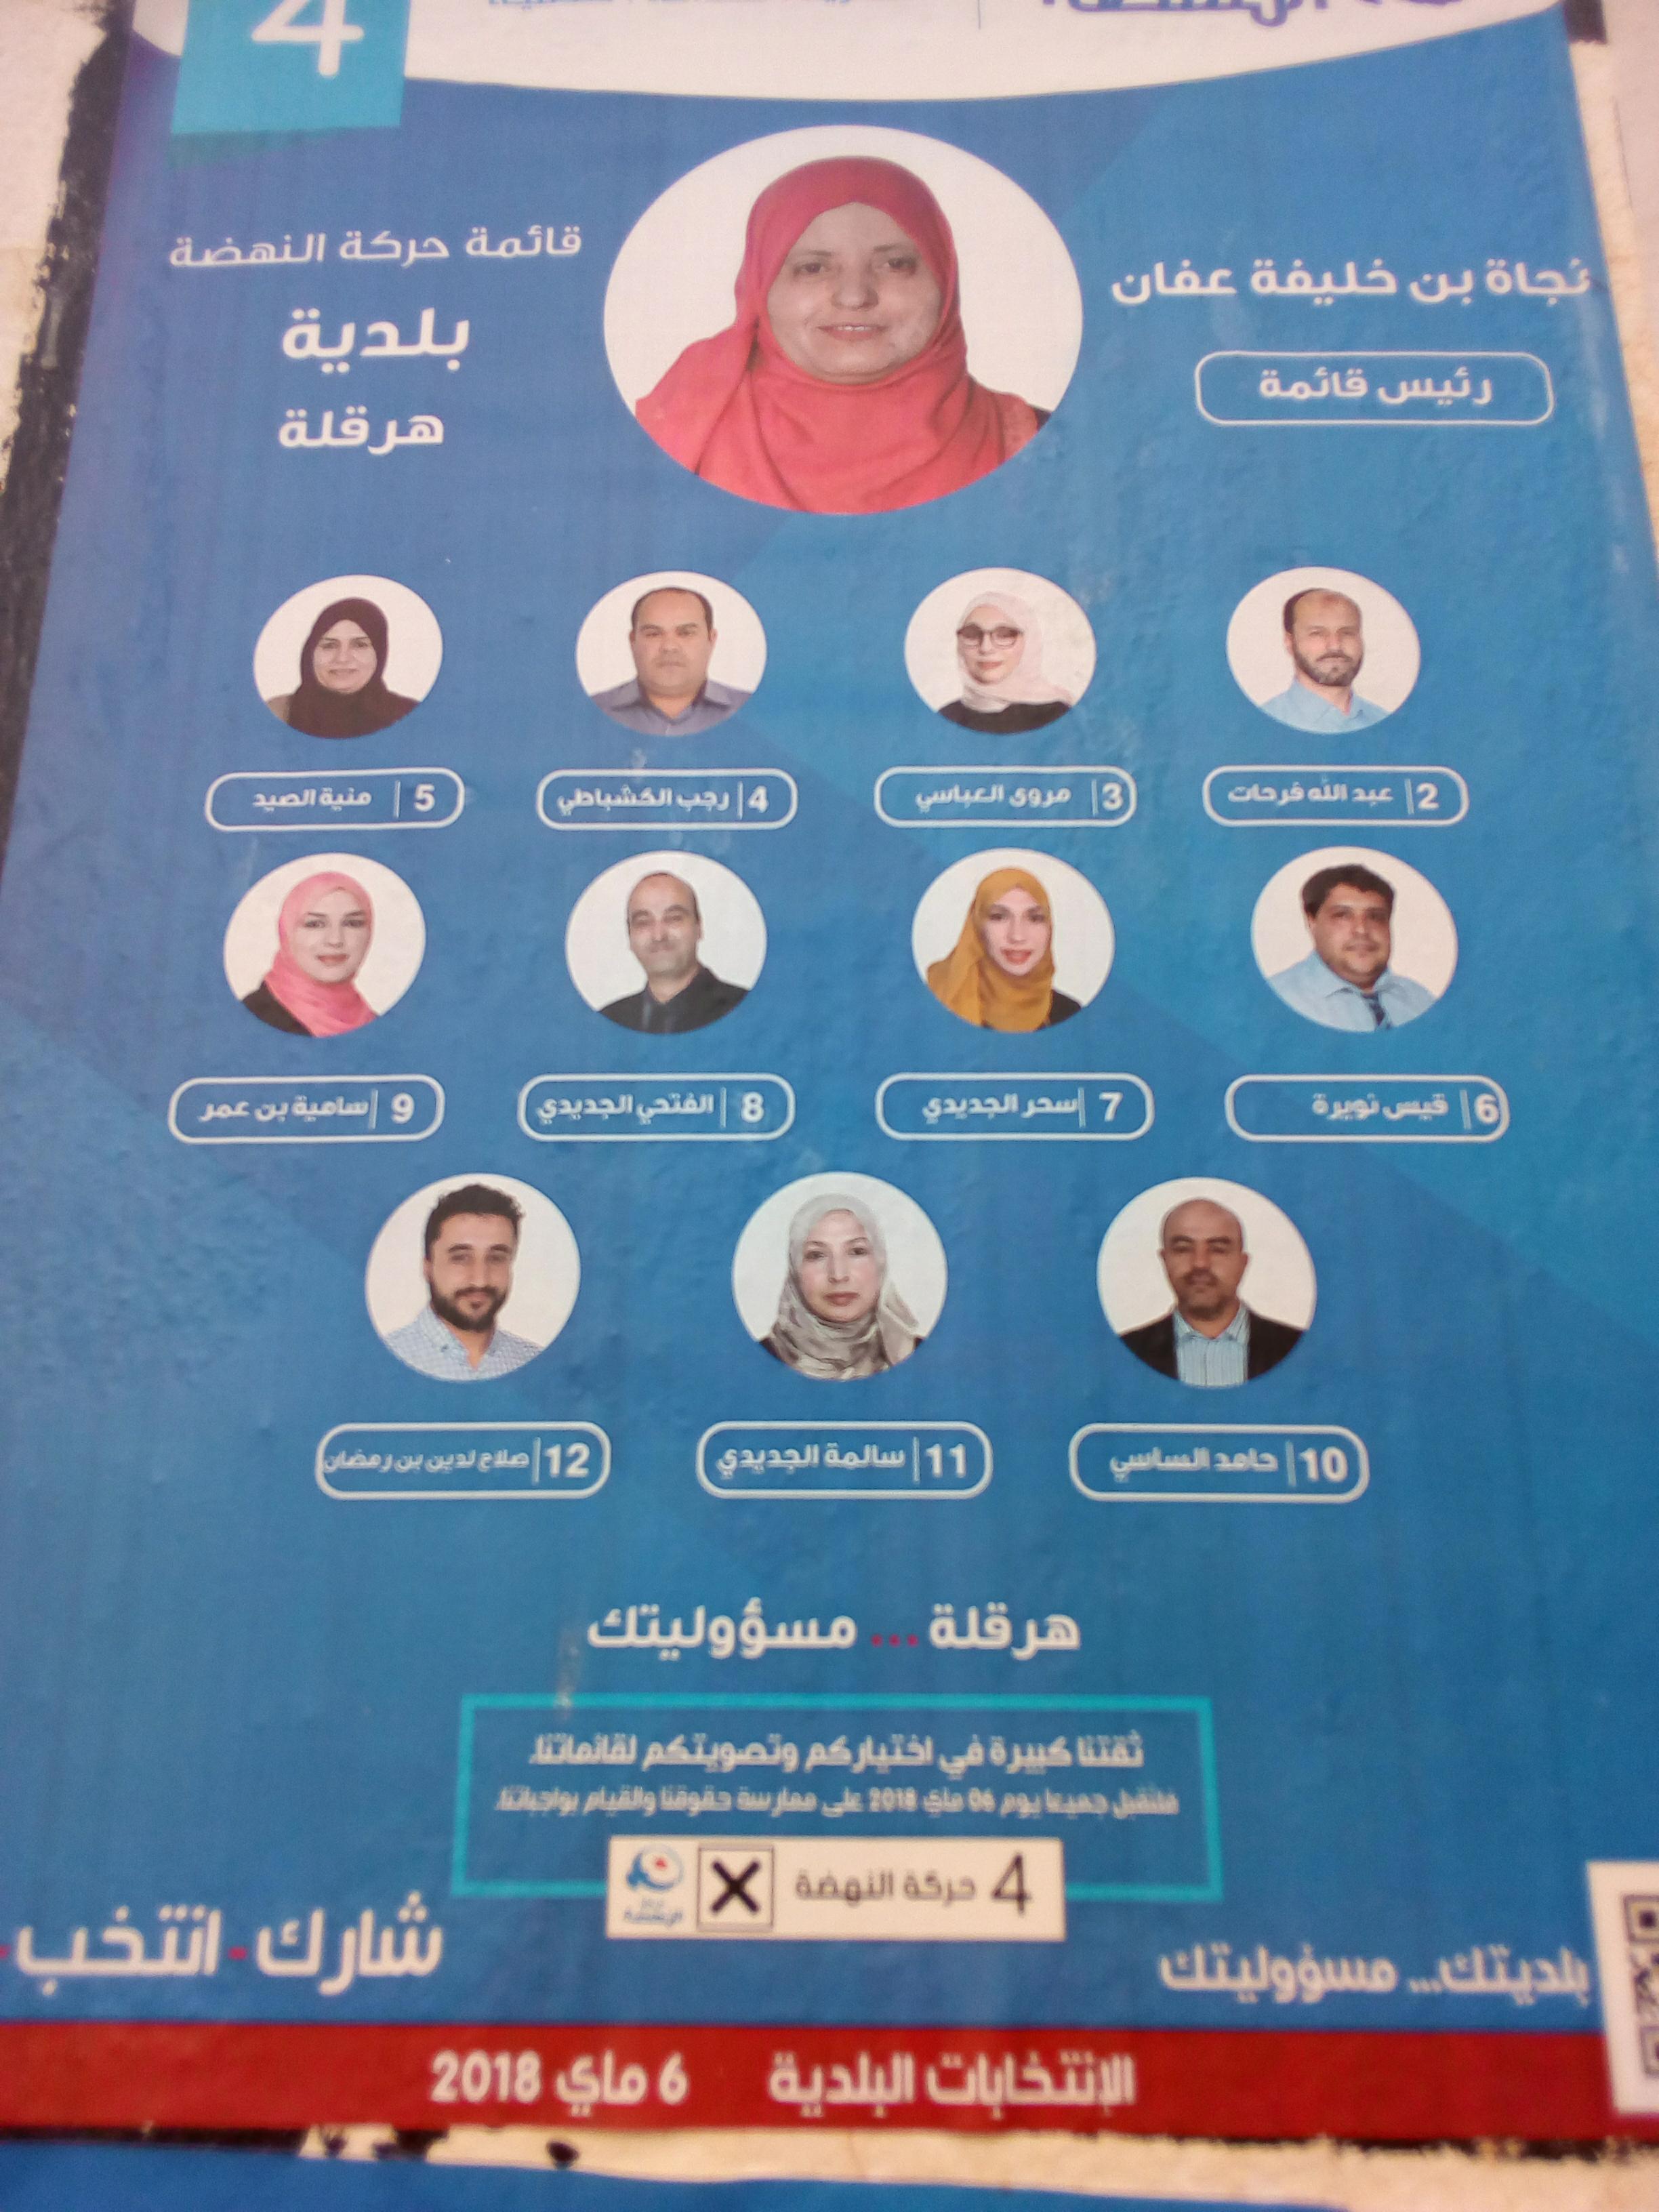 4
نجاة بن خليفة عفان
رئيس قائمة
قائمة حركة النهضة
بلدية
هرقلة
2 عبد الله فرحات
3 مروى العباسي
4 رجب الكشباطي
5 منية الصيد
6 قيس نويرة
7 سحر الجديدي
8 الفتحي الجديدي
9 سامية بن عمر
10 حامد الساسي
11 سالمة الجديدي
12 صلاح لدين بن رمضان
هرقلة ... مسؤوليتك
ثقتنا كبيرة في اختياركم وتصويتكم لقائماتنا.
فلنقبل جميعا يوم 06 ماي 2018 على ممارسة حقوقنا والقيام بواجباتنا.
4 حركة النهضة
بلديتك... مسؤوليتك
شارك - انتخب -
الإنتخابات البلدية 6 ماي 2018